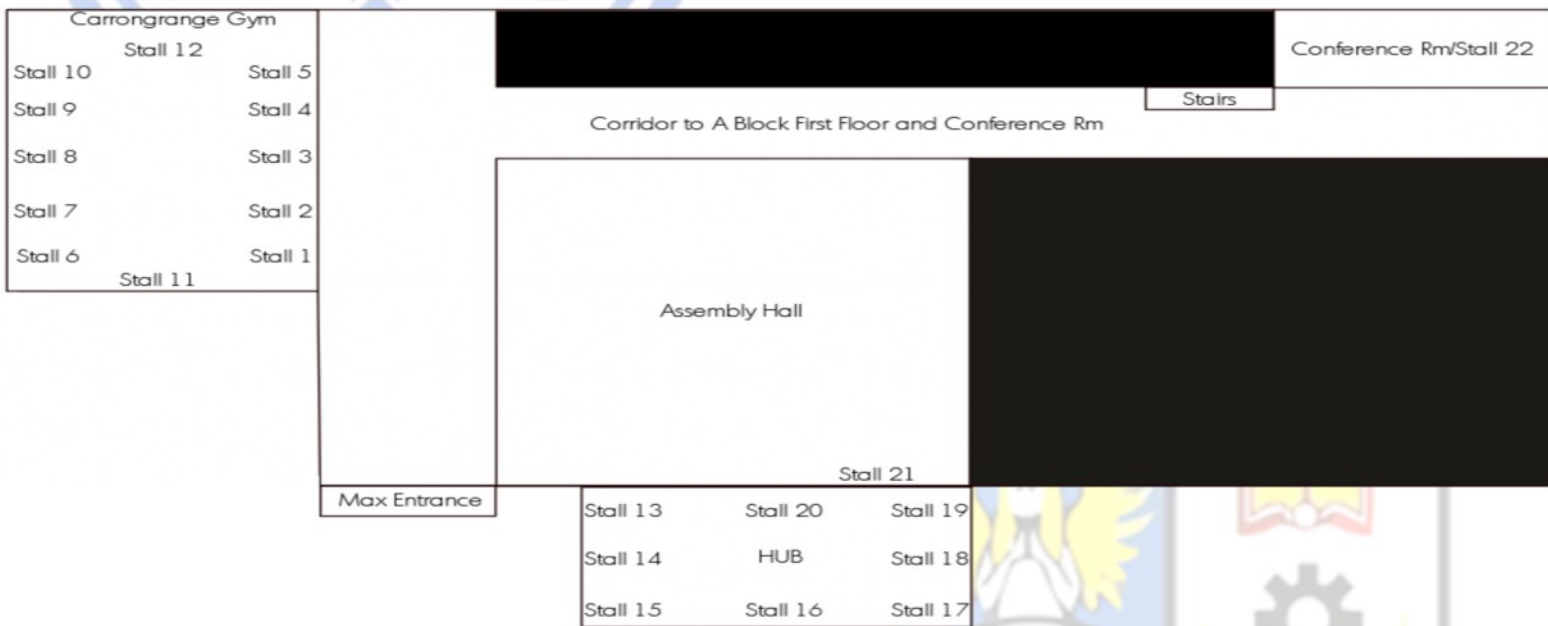 Carrongrange Gym
Stall 12
Stall 10
Stall 5
Stall 9
Stall 4
Stall 8
Stall 3
Stall 7
Stall 2
Stall 6
Stall 1
Stall 11
Conference Rm/Stall 22
Stairs
Corridor to A Block First Floor and Conference Rm
Assembly Hall
Stall 21
Max Entrance
Stall 13
Stall 20
Stall 19
Stall 14
HUB
Stall 18
Stall 15
Stall 16
Stall 17